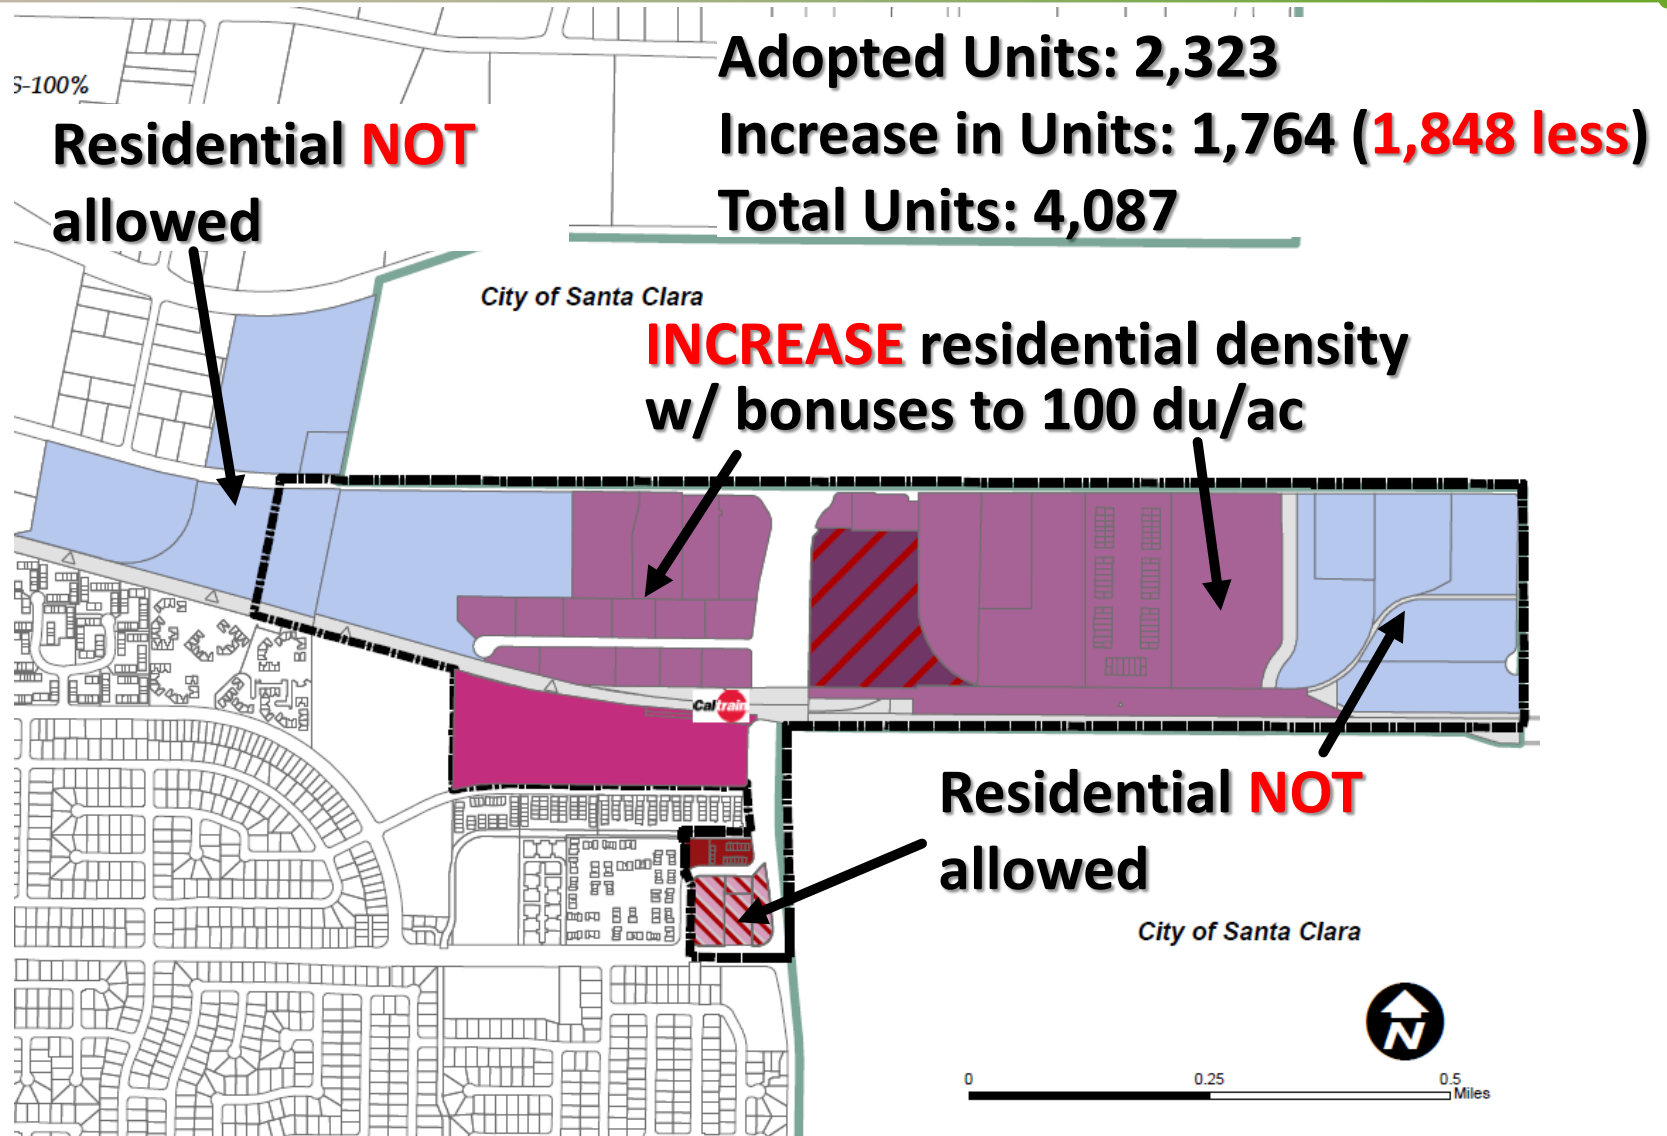 Adopted Units: 2,323
Increase in Units: 1,764 (1,848 less)
Total Units: 4,087
S-100%
Residential NOT
allowed
City of Santa Clara
INCREASE residential density
w/ bonuses to 100 du/ac
Caltrain
Residential NOT
allowed
City of Santa Clara
N
0 0.25 0.5
Miles